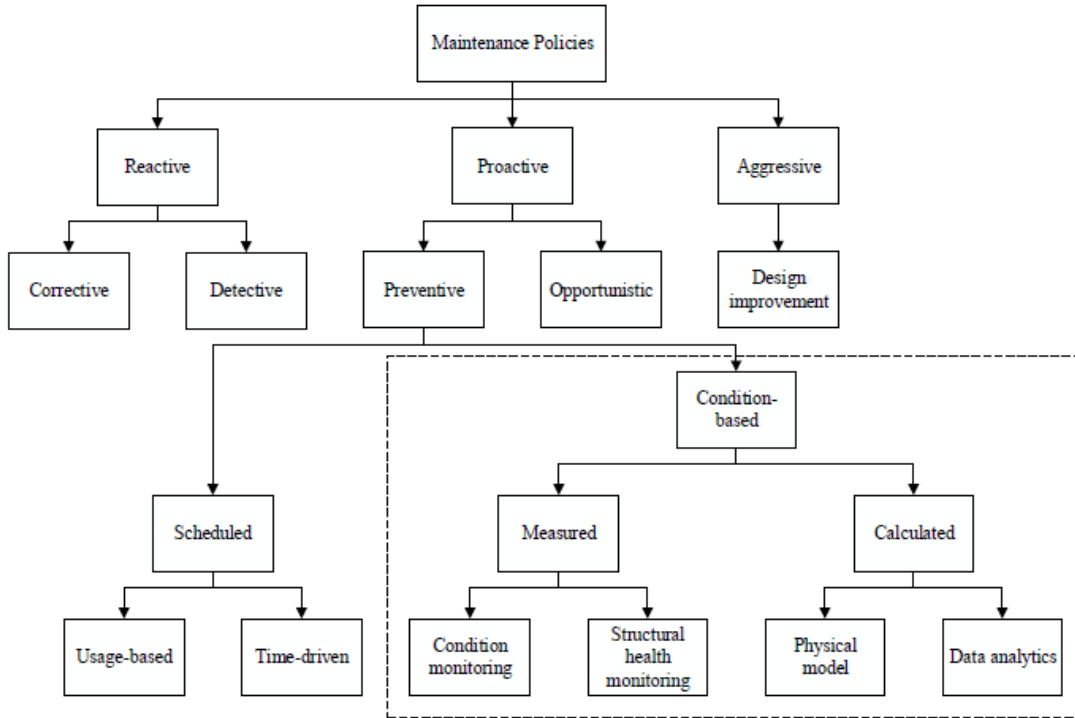 Maintenance Policies
Reactive
Proactive
Aggressive
Corrective
Detective
Preventive
Opportunistic
Design
improvement
Condition-
based
Scheduled
Measured
Calculated
Usage-based
Time-driven
Condition
monitoring
Structural
health
monitoring
Physical
model
Data analytics